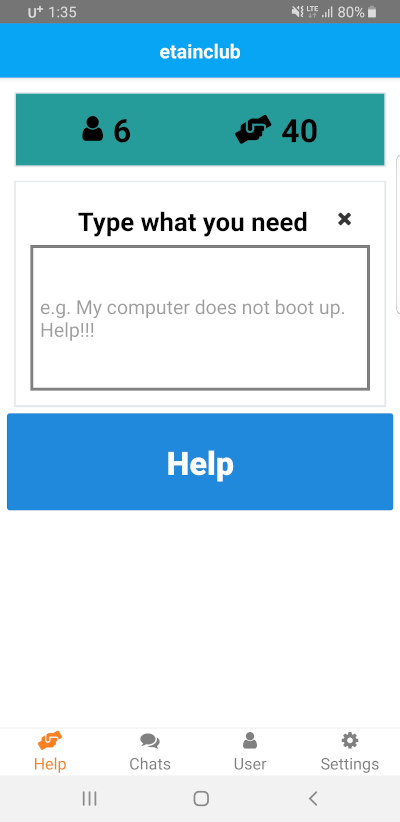 U+ 1:35 LTE 80%
etainclub
6 40
Type what you need
e.g. My computer does not boot up.
Help!!!
Help
Help Chats User Settings